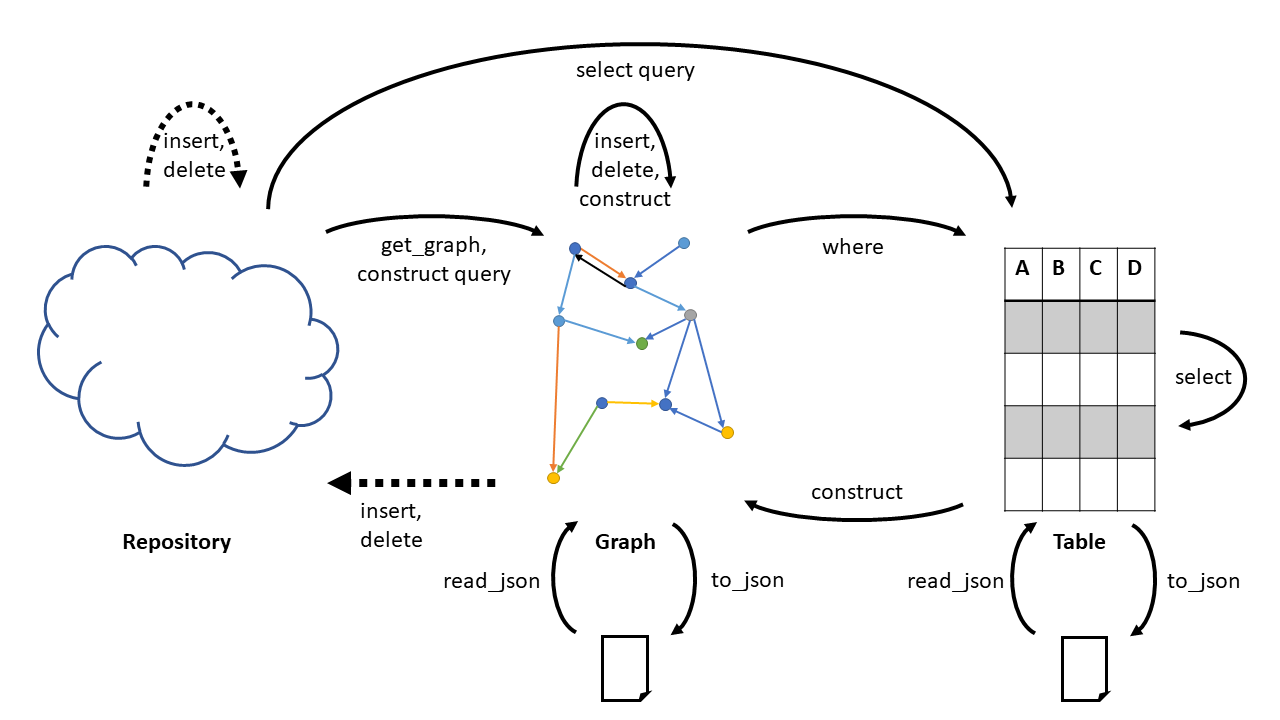 select query
insert,
delete
insert,
delete,
construct
get_graph,
construct query
where
A B C D
select
construct
insert,
delete
Repository
Graph
Table
read_json
to_json
read_json
to_json